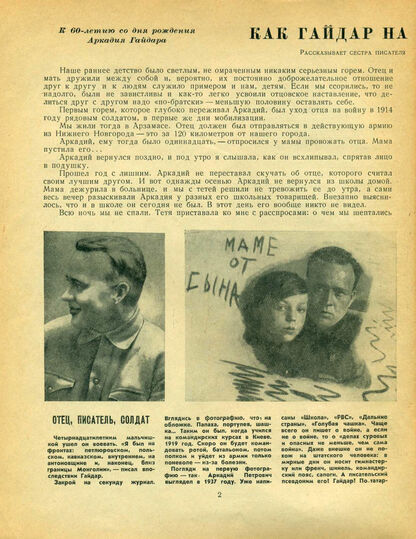 К 60-летию со дня рождения
Аркадия Гайдара
КАК ГАЙДАР НА
РАССКАЗЫВАЕТ СЕСТРА ПИСАТЕЛЯ
Наше раннее детство было светлым, не омраченным никаким серьезным горем. Отец и
мать дружили между собой и, вероятно, их постоянно доброжелательное отношение
друг к другу и к людям служило примером и нам, детям. Если мы ссорились, то не
надолго, были не завистливы и как-то легко усвоили отцовское наставление, что де-
литься друг с другом надо «по-братски» — меньшую половину оставлять себе.
Первым горем, которое глубоко переживал Аркадий, был уход отца на войну в 1914
году рядовым солдатом, в первые же дни мобилизации.
Мы жили тогда в Арзамасе. Отец должен был отправляться в действующую армию
из Нижнего Новгорода — это за 120 километров от нашего города.
Аркадий, ему тогда было одиннадцать, — отпросился у мамы провожать отца. Мама
пустила его...
Аркадий вернулся поздно, и под утро я слышала, как он всхлипывал, спрятав лицо
в подушку.
Прошел год с лишним. Аркадий не переставал скучать об отце, которого считал
своим лучшим другом. И вот однажды осенью Аркадий не вернулся из школы домой.
Мама дежурила в больнице, и мы с тетей решили не тревожить ее до утра, а сами
весь вечер разыскивали Аркадия у разных его школьных товарищей. Внезапно выясни-
лось, что и в школе он сегодня не был. В этот день его вообще никто не видел.
Всю ночь мы не спали. Тетя приставала ко мне с расспросами: о чем мы шептались
МАМЕ
ОТ
СЫНА
ОТЕЦ, ПИСАТЕЛЬ, СОЛДАТ
Четырнадцатилетним мальчиш-
кой ушел он воевать. «Я был на
фронтах: петлюровском, поль-
ском, кавказском, внутреннем, на
антоновщине и, наконец, близ
границы Монголии», — писал впо-
следствии Гайдар.
Закрой на секунду журнал.
Вглядись в фотографию, что на
обложке. Папаха, портупея, шаш-
ка... Таким он был, когда учился
на командирских курсах в Киеве.
1919 год. Скоро он будет коман-
довать ротой, батальоном, потом
полком и уйдет из армии только
поневоле — из-за болезни.
Погляди на первую фотогра-
фию — так Аркадий Петрович
выглядел в 1937 году. Уже напи-
саны «Школа», «РВС», «Дальние
страны», «Голубая чашка». Чаще
всего он пишет о войне, а если
не о войне, то о «делах суровых
и опасных не меньше, чем сама
война». Даже внешне он не по-
хож на штатского человека: в
мирные дни он носит гимнастер-
ку или френч, шинель, командир-
ский пояс, сапоги. А писательский
псевдоним его! Гайдар! По-татар-
2